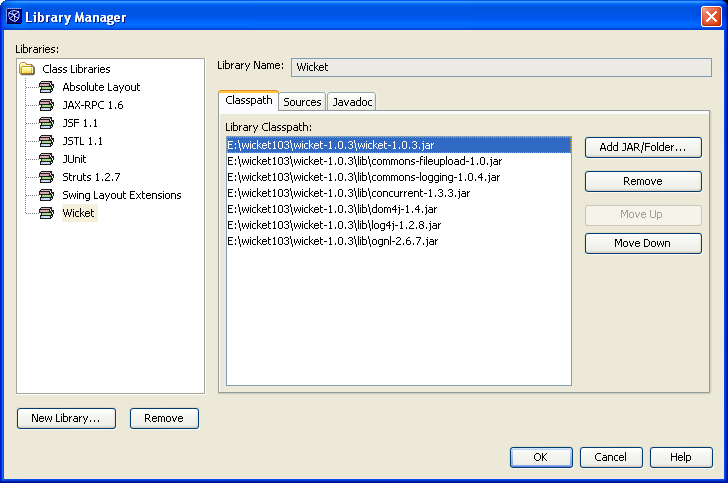 Library Manager
Libraries:
Class Libraries
Absolute Layout
JAX-RPC 1.6
JSF 1.1
JSTL 1.1
JUnit
Struts 1.2.7
Swing Layout Extensions
Wicket
New Library...
Remove
Library Name:
Wicket
Classpath
Sources
Javadoc
Library Classpath:
E:\wicket103\wicket-1.0.3\wicket-1.0.3.jar
E:\wicket103\wicket-1.0.3\lib\commons-fileupload-1.0.jar
E:\wicket103\wicket-1.0.3\lib\commons-logging-1.0.4.jar
E:\wicket103\wicket-1.0.3\lib\concurrent-1.3.3.jar
E:\wicket103\wicket-1.0.3\lib\dom4j-1.4.jar
E:\wicket103\wicket-1.0.3\lib\log4j-1.2.8.jar
E:\wicket103\wicket-1.0.3\lib\ognl-2.6.7.jar
Add JAR/Folder...
Remove
Move Up
Move Down
OK
Cancel
Help